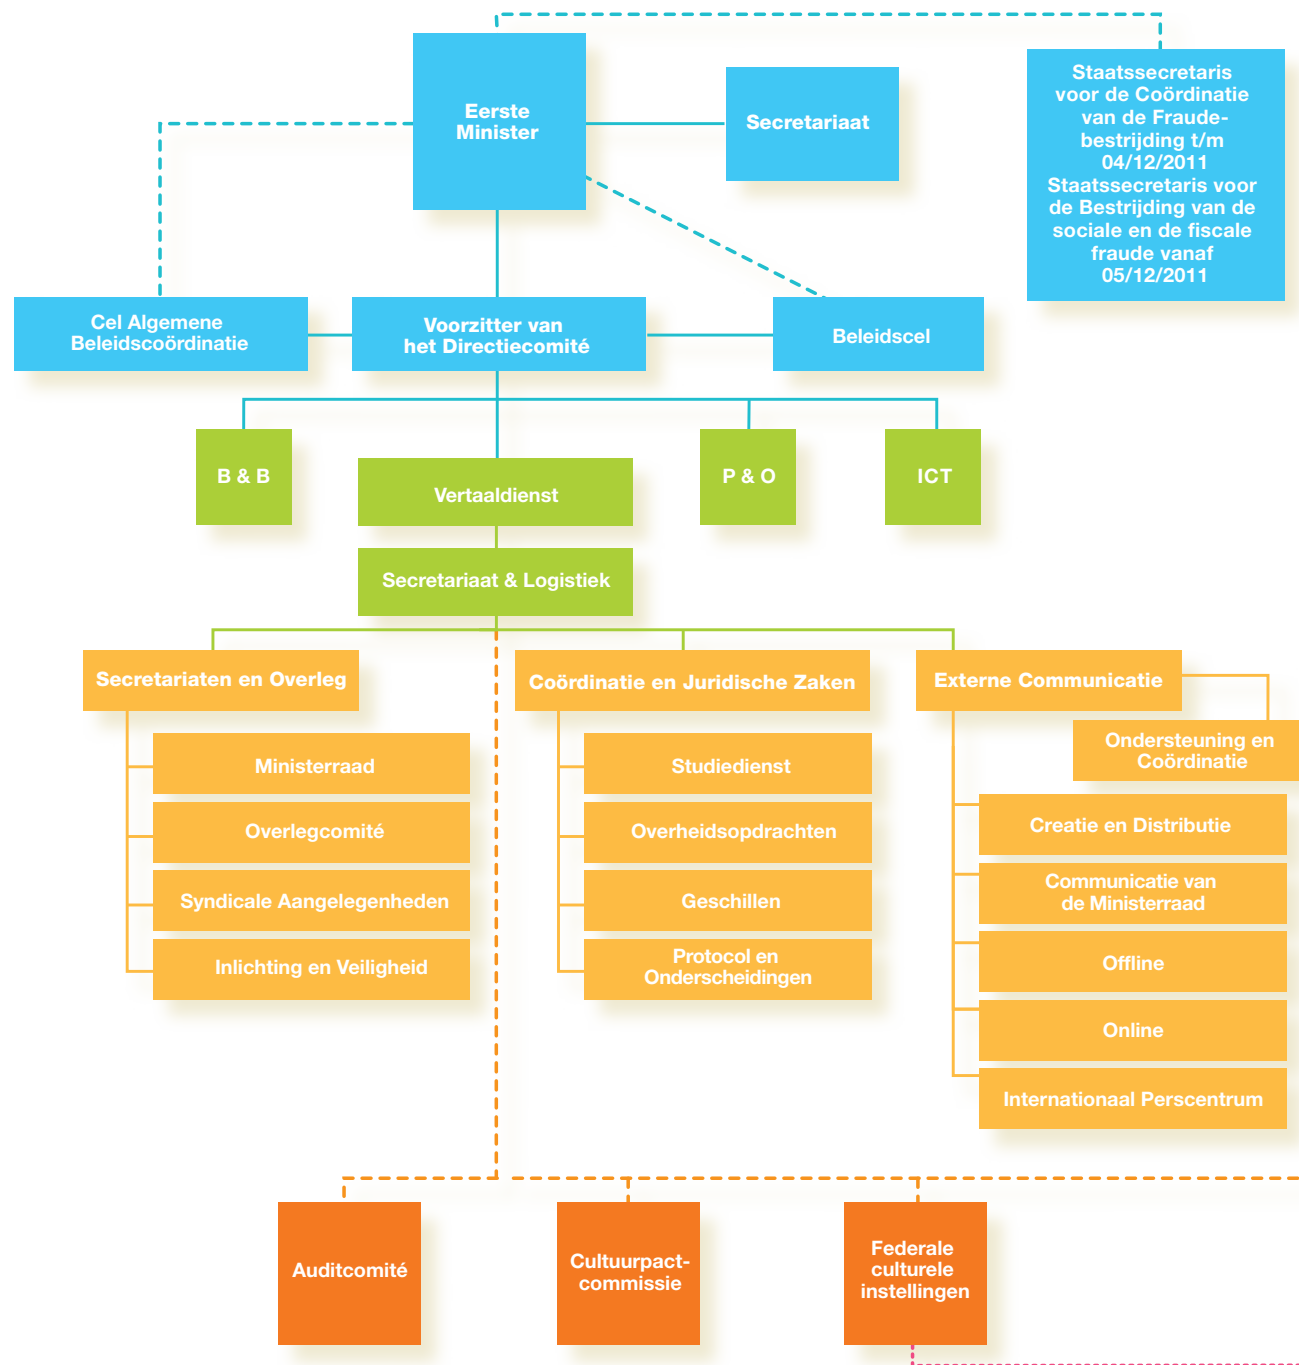 Eerste
Minister
Secretariaat
Staatssecretaris
voor de Coördinatie
van de Fraude-
bestrijding t/m
04/12/2011
Staatssecretaris voor
de Bestrijding van de
sociale en de fiscale
fraude vanaf
05/12/2011
Cel Algemene
Beleidscoördinatie
Voorzitter van
het Directiecomité
Beleidscel
B & B
Vertaaldienst
P & O
ICT
Secretariaat & Logistiek
Secretariaten en Overleg
Ministerraad
Overlegcomité
Syndicale Aangelegenheden
Inlichting en Veiligheid
Coördinatie en Juridische Zaken
Studiedienst
Overheidsopdrachten
Geschillen
Protocol en
Onderscheidingen
Externe Communicatie
Ondersteuning en
Coördinatie
Creatie en Distributie
Communicatie van
de Ministerraad
Offline
Online
Internationaal Perscentrum
Auditcomité
Cultuurpact-
commissie
Federale
culturele
instellingen